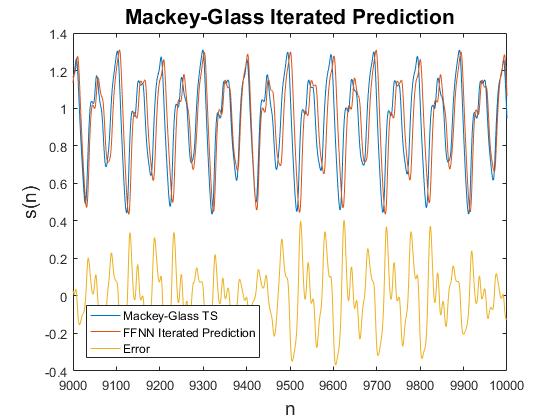 Mackey-Glass Iterated Prediction
1.4
1.2
1
0.8
0.6
0.4
0.2
0
-0.2
-0.4
s(n)
Mackey-Glass TS
FFNN Iterated Prediction
Error
9000 9100 9200 9300 9400 9500 9600 9700 9800 9900 10000
n